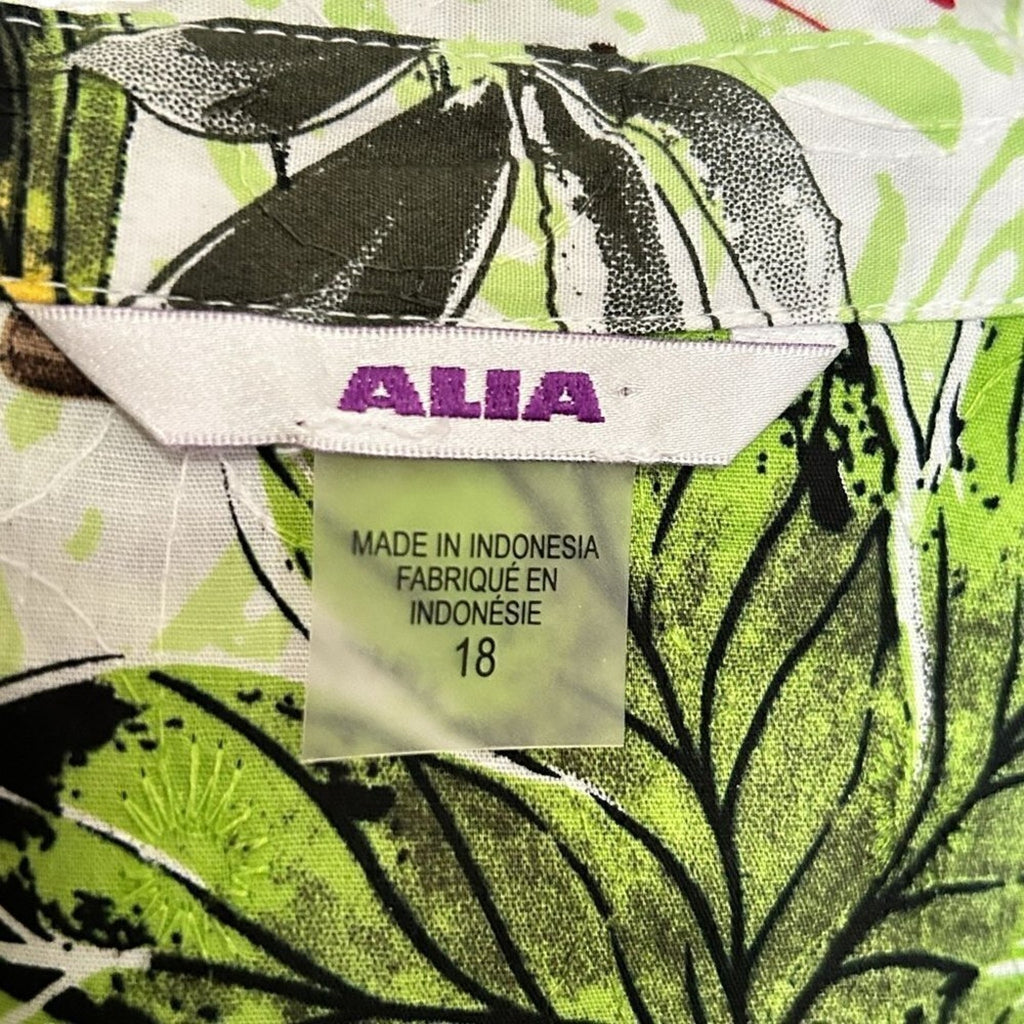 ALIA
MADE IN INDONESIA
FABRIQUÉ EN
INDONÉSIE
18